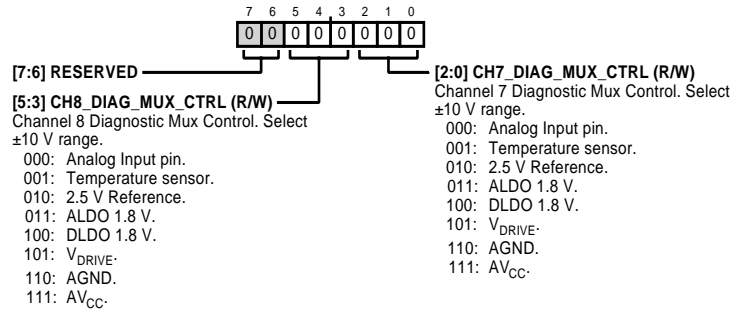 7 6 5 4 3 2 1 0
0 0 0 0 0 0 0 0
[7:6] RESERVED
[5:3] CH8_DIAG_MUX_CTRL (R/W)
Channel 8 Diagnostic Mux Control. Select
±10 V range.
000: Analog Input pin.
001: Temperature sensor.
010: 2.5 V Reference.
011: ALDO 1.8 V.
100: DLDO 1.8 V.
101: VDRIVE.
110: AGND.
111: AVCC.
[2:0] CH7_DIAG_MUX_CTRL (R/W)
Channel 7 Diagnostic Mux Control. Select
±10 V range.
000: Analog Input pin.
001: Temperature sensor.
010: 2.5 V Reference.
011: ALDO 1.8 V.
100: DLDO 1.8 V.
101: VDRIVE.
110: AGND.
111: AVCC.